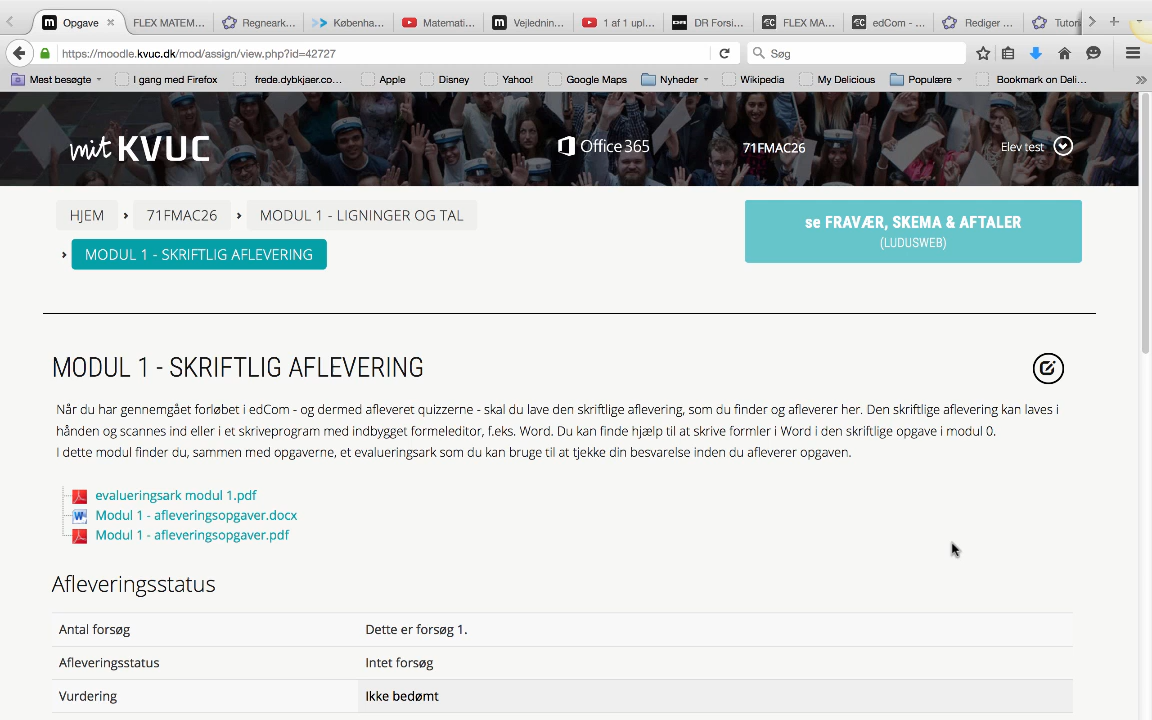 Opgave
FLEX MATEM...
Regneark...
Københa...
Matemati...
Vejlednin...
1 af 1 upl...
DR Forsi...
FLEX MA...
edCom - ...
Rediger ...
https://moodle.kvuc.dk/mod/assign/view.php?id=42727
Søg
Mest besøgte
I gang med Firefox
frede.dybkjaer.co...
Apple
Disney
Yahoo!
Google Maps
Nyheder
Wikipedia
My Delicious
Populære
Bookmark on Deli...
mit KVUC
Office 365
71FMAC26
Elev test
HJEM
71FMAC26
MODUL 1 - LIGNINGER OG TAL
MODUL 1 - SKRIFTLIG AFLEVERING
se FRAVÆR, SKEMA & AFTALER
(LUDUSWEB)
MODUL 1 - SKRIFTLIG AFLEVERING
Når du har gennemgået forløbet i edCom - og dermed afleveret quizzerne - skal du lave den skriftlige aflevering, som du finder og afleverer her. Den skriftlige aflevering kan laves i
hånden og scannes ind eller i et skriveprogram med indbygget formeleditor, f.eks. Word. Du kan finde hjælp til at skrive formler i Word i den skriftlige opgave i modul 0.
I dette modul finder du, sammen med opgaverne, et evalueringsark som du kan bruge til at tjekke din besvarelse inden du afleverer opgaven.
evalueringsark modul 1.pdf
Modul 1 - afleveringsopgaver.docx
Modul 1 - afleveringsopgaver.pdf
Afleveringsstatus
Antal forsøg
Dette er forsøg 1.
Afleveringsstatus
Intet forsøg
Vurdering
Ikke bedømt